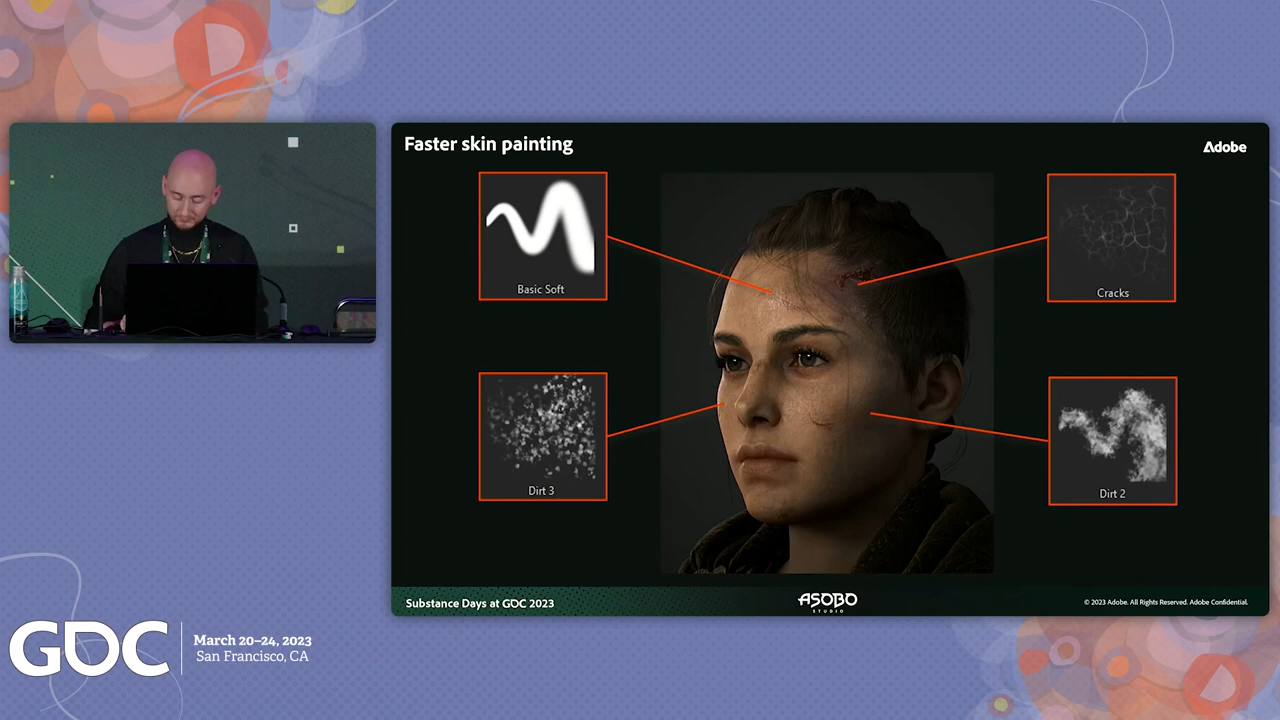 Faster skin painting
Adobe
Basic Soft
Cracks
Dirt 3
Dirt 2
Substance Days at GDC 2023
ASOBO
STUDIO
© 2023 Adobe. All Rights Reserved. Adobe Confidential.
GDC
March 20–24, 2023
San Francisco, CA